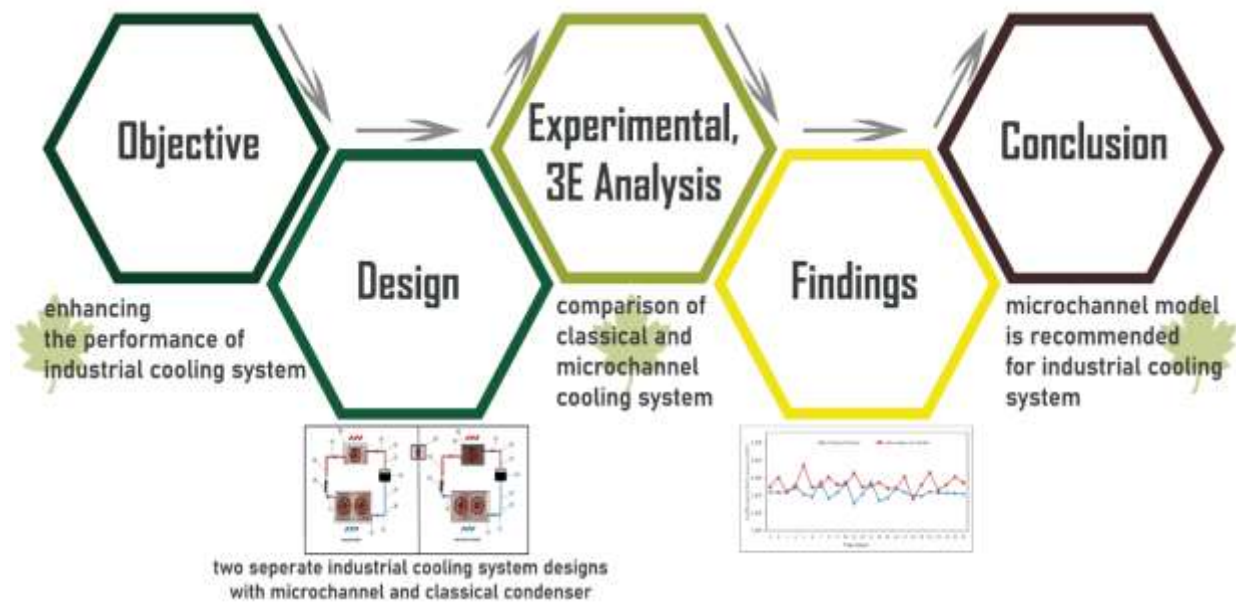 Objective
enhancing
the performance of
industrial cooling system
Design
two seperate industrial cooling system designs
with microchannel and classical condenser
Experimental,
3E Analysis
comparison of
classical and
microchannel
cooling system
Findings
Conclusion
microchannel model
is recommended
for industrial cooling
system